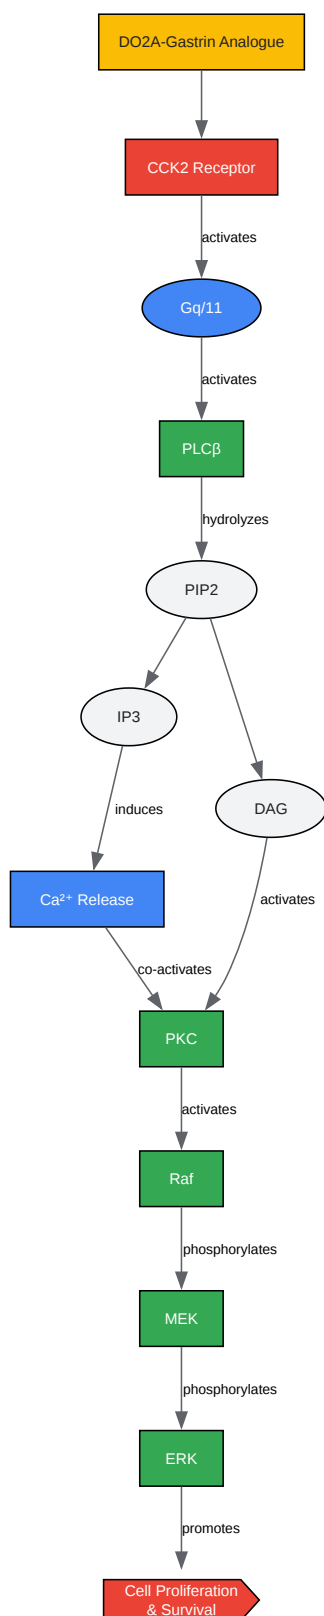 DO2A-Gastrin Analogue
CCK2 Receptor
activates
Gq/11
activates
PLCβ
hydrolyzes
PIP2
IP3
DAG
induces
Ca²⁺ Release
activates
co-activates
PKC
activates
Raf
phosphorylates
MEK
phosphorylates
ERK
promotes
Cell Proliferation
& Survival